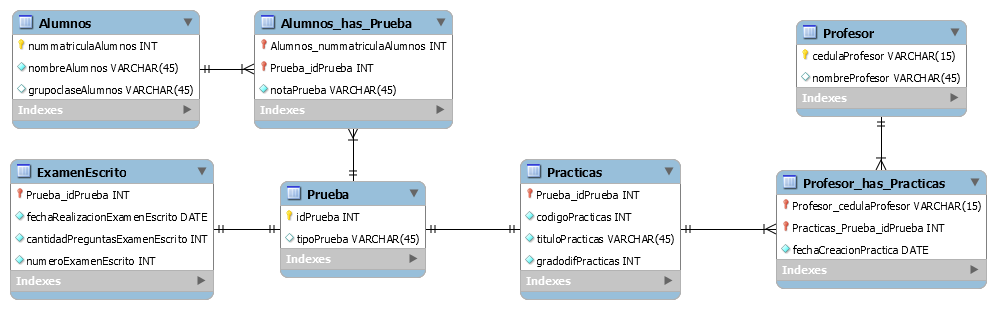 Alumnos
nummatriculaAlumnos INT
nombreAlumnos VARCHAR(45)
grupoclaseAlumnos VARCHAR(45)
Indexes
Alumnos_has_Prueba
Alumnos_nummatriculaAlumnos INT
Prueba_idPrueba INT
notaPrueba VARCHAR(45)
Indexes
Profesor
cedulaProfesor VARCHAR(15)
nombreProfesor VARCHAR(45)
Indexes
ExamenEscrito
Prueba_idPrueba INT
fechaRealizacionExamenEscrito DATE
cantidadPreguntasExamenEscrito INT
numeroExamenEscrito INT
Indexes
Prueba
idPrueba INT
tipoPrueba VARCHAR(45)
Indexes
Practicas
Prueba_idPrueba INT
codigoPracticas INT
tituloPracticas VARCHAR(45)
gradodifPracticas INT
Indexes
Profesor_has_Practicas
Profesor_cedulaProfesor VARCHAR(15)
Practicas_Prueba_idPrueba INT
fechaCreacionPractica DATE
Indexes